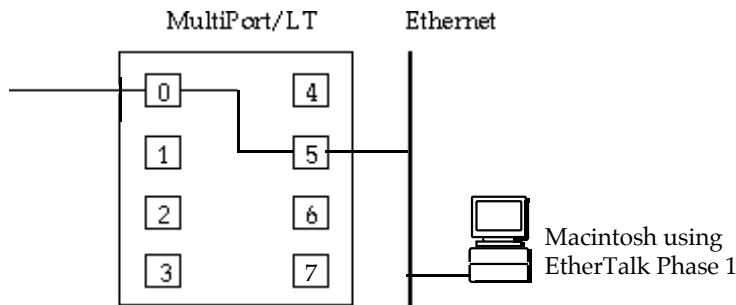 MultiPort/LT Ethernet
0 4
1 5
2 6
3 7
Macintosh using
EtherTalk Phase 1